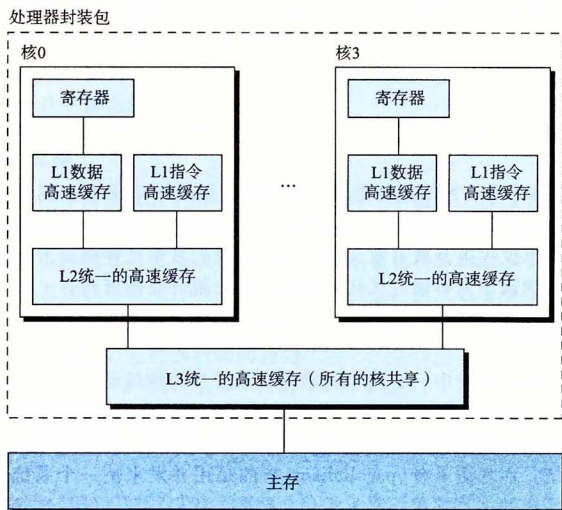 处理器封装包
核0
核3
寄存器
寄存器
L1数据
高速缓存
L1指令
高速缓存
...
L1数据
高速缓存
L1指令
高速缓存
L2统一的高速缓存
L2统一的高速缓存
L3统一的高速缓存（所有的核共享）
主存